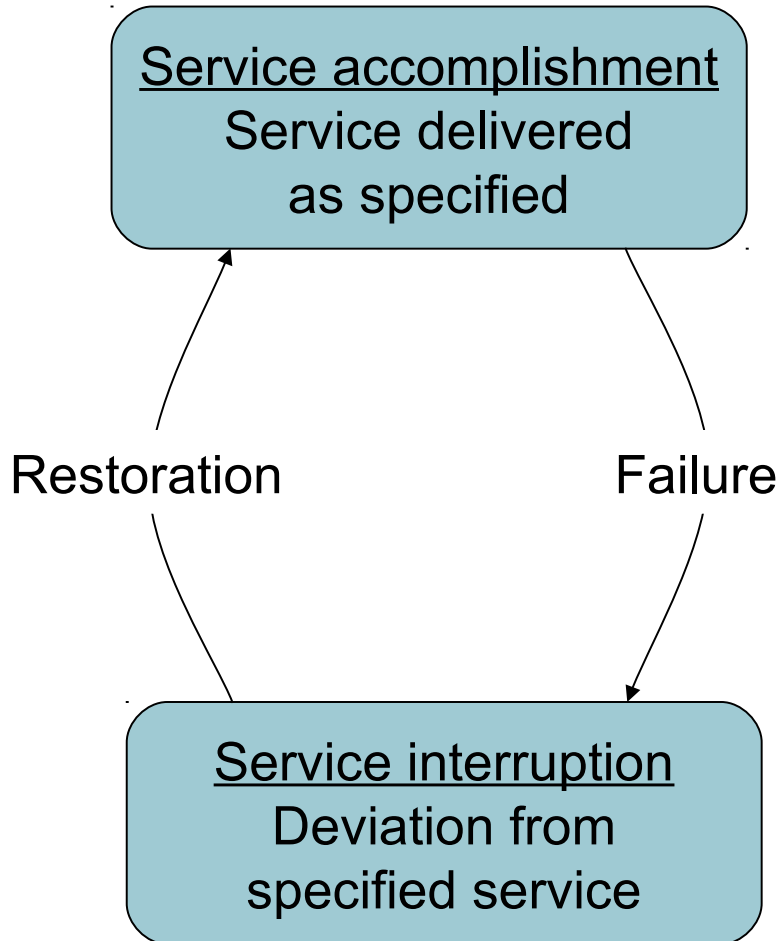 Service accomplishment
Service delivered
as specified
Restoration
Failure
Service interruption
Deviation from
specified service